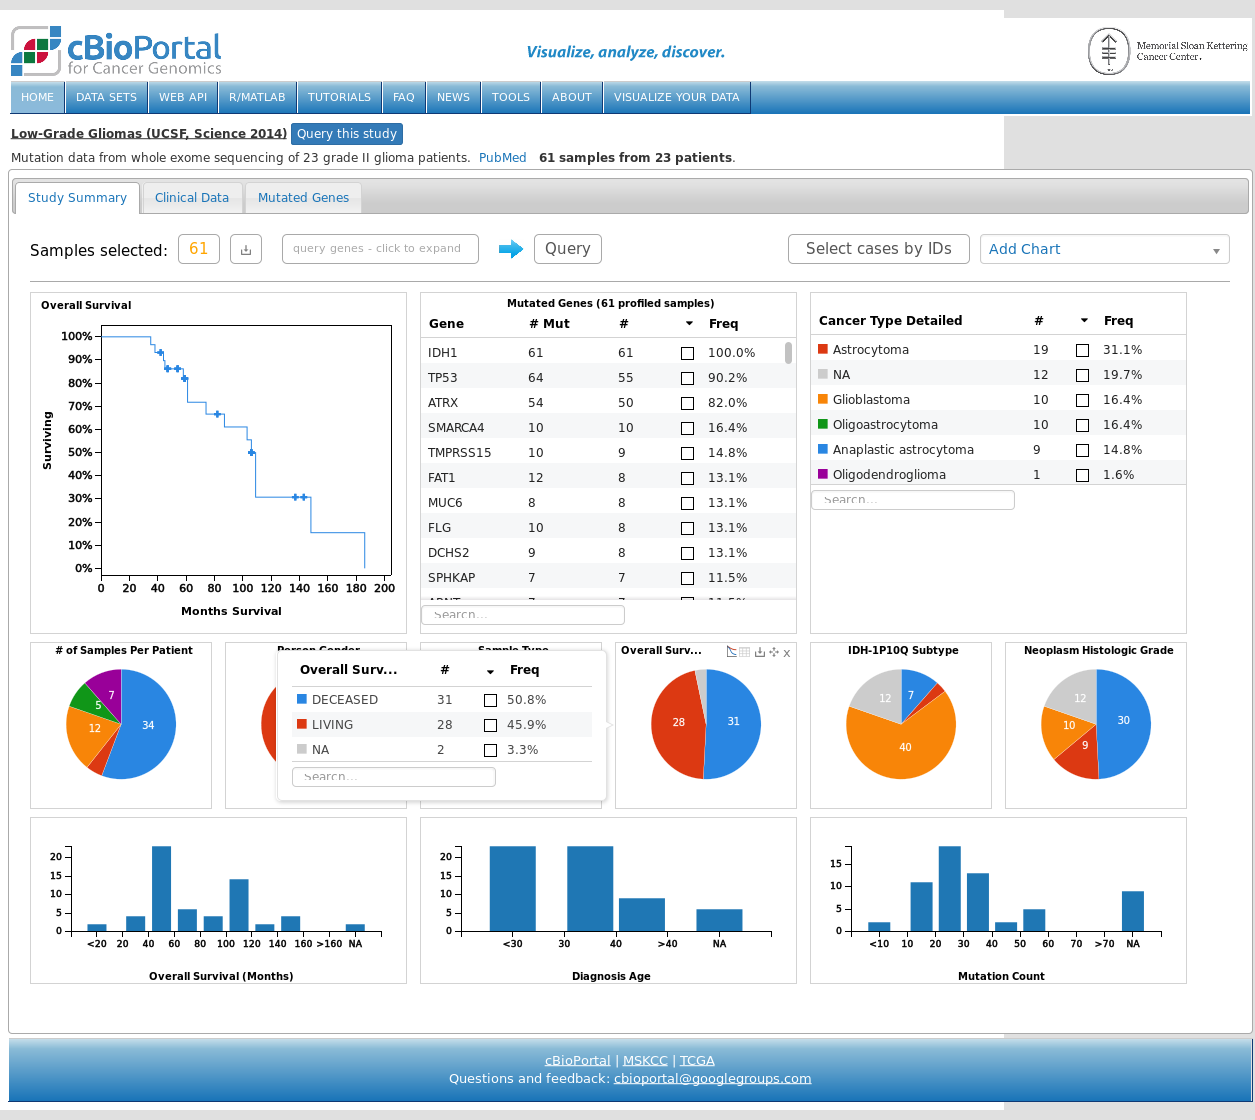 cBioPortal
for Cancer Genomics
Visualize, analyze, discover.
Memorial Sloan Kettering
Cancer Center.
HOME DATA SETS WEB API R/MATLAB TUTORIALS FAQ NEWS TOOLS ABOUT VISUALIZE YOUR DATA
Low-Grade Gliomas (UCSF, Science 2014) Query this study
Mutation data from whole exome sequencing of 23 grade II glioma patients. PubMed 61 samples from 23 patients.
Study Summary Clinical Data Mutated Genes
Samples selected: 61 query genes - click to expand Query Select cases by IDs Add Chart
Overall Survival
100%
90%
80%
70%
60%
50%
40%
30%
20%
10%
0%
Surviving
0 20 40 60 80 100 120 140 160 180 200
Months Survival
Mutated Genes (61 profiled samples)
Gene # Mut # Freq
IDH1 61 61 100.0%
TP53 64 55 90.2%
ATRX 54 50 82.0%
SMARCA4 10 10 16.4%
TMPRSS15 10 9 14.8%
FAT1 12 8 13.1%
MUC6 8 8 13.1%
FLG 10 8 13.1%
DCHS2 9 8 13.1%
SPHKAP 7 7 11.5%
Search...
Cancer Type Detailed # Freq
Astrocytoma 19 31.1%
NA 12 19.7%
Glioblastoma 10 16.4%
Oligoastrocytoma 10 16.4%
Anaplastic astrocytoma 9 14.8%
Oligodendroglioma 1 1.6%
Search...
# of Samples Per Patient
7
5
12
34
Person Gender
Sample Type
Overall Surv... # Freq
DECEASED 31 50.8%
LIVING 28 45.9%
NA 2 3.3%
Search...
Overall Surv... x
28 31
IDH-1P10Q Subtype
12 7
40
Neoplasm Histologic Grade
12
10
9
30
20
15
10
5
0
<20 20 40 60 80 100 120 140 160 >160 NA
Overall Survival (Months)
20
15
10
5
0
<30 30 40 >40 NA
Diagnosis Age
15
10
5
0
<10 10 20 30 40 50 60 70 >70 NA
Mutation Count
cBioPortal | MSKCC | TCGA
Questions and feedback: cbioportal@googlegroups.com